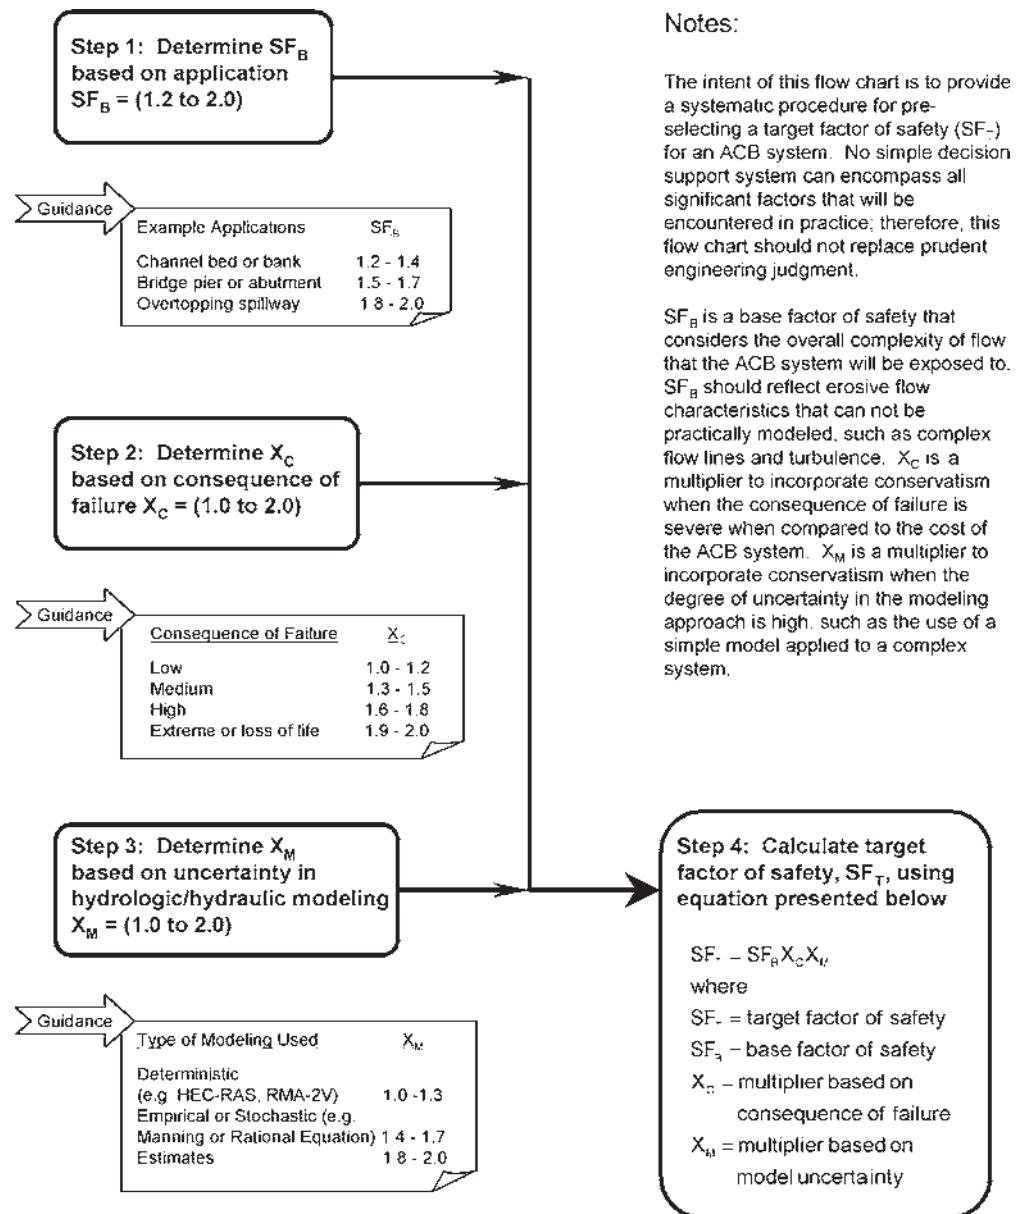 Step 1: Determine SF_B
based on application
SF_B = (1.2 to 2.0)
Guidance
Example Applications SF_B
Channel bed or bank 1.2 - 1.4
Bridge pier or abutment 1.5 - 1.7
Overtopping spillway 1 8 - 2.0
Step 2: Determine X_C
based on consequence of
failure X_C = (1.0 to 2.0)
Guidance
Consequence of Failure X_C
Low 1.0 - 1.2
Medium 1.3 - 1.5
High 1.6 - 1.8
Extreme or loss of life 1.9 - 2.0
Step 3: Determine X_M
based on uncertainty in
hydrologic/hydraulic modeling
X_M = (1.0 to 2.0)
Guidance
Type of Modeling Used X_M
Deterministic
(e.g HEC-RAS, RMA-2V) 1.0 -1.3
Empirical or Stochastic (e.g.
Manning or Rational Equation) 1 4 - 1.7
Estimates 1 8 - 2.0
Notes:
The intent of this flow chart is to provide
a systematic procedure for pre-
selecting a target factor of safety (SF_T)
for an ACB system. No simple decision
support system can encompass all
significant factors that will be
encountered in practice; therefore, this
flow chart should not replace prudent
engineering judgment.
SF_B is a base factor of safety that
considers the overall complexity of flow
that the ACB system will be exposed to.
SF_B should reflect erosive flow
characteristics that can not be
practically modeled, such as complex
flow lines and turbulence. X_C is a
multiplier to incorporate conservatism
when the consequence of failure is
severe when compared to the cost of
the ACB system. X_M is a multiplier to
incorporate conservatism when the
degree of uncertainty in the modeling
approach is high. such as the use of a
simple model applied to a complex
system.
Step 4: Calculate target
factor of safety, SF_T, using
equation presented below
SF_T = SF_B X_C X_M
where
SF_T = target factor of safety
SF_B = base factor of safety
X_C = multiplier based on
consequence of failure
X_M = multiplier based on
model uncertainty